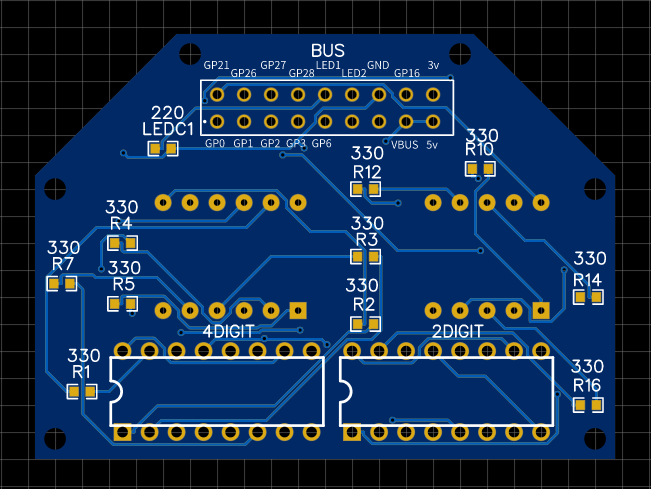 BUS
GP21 GP27 LED1 GND 3v
GP26 GP28 LED2 GP16
GP0 GP1 GP2 GP3 GP6 VBUS 5v
220
LEDC1
330
R10
330
R12
330
R4
330
R3
330
R7
330
R5
330
R14
330
R2
4DIGIT
2DIGIT
330
R1
330
R16